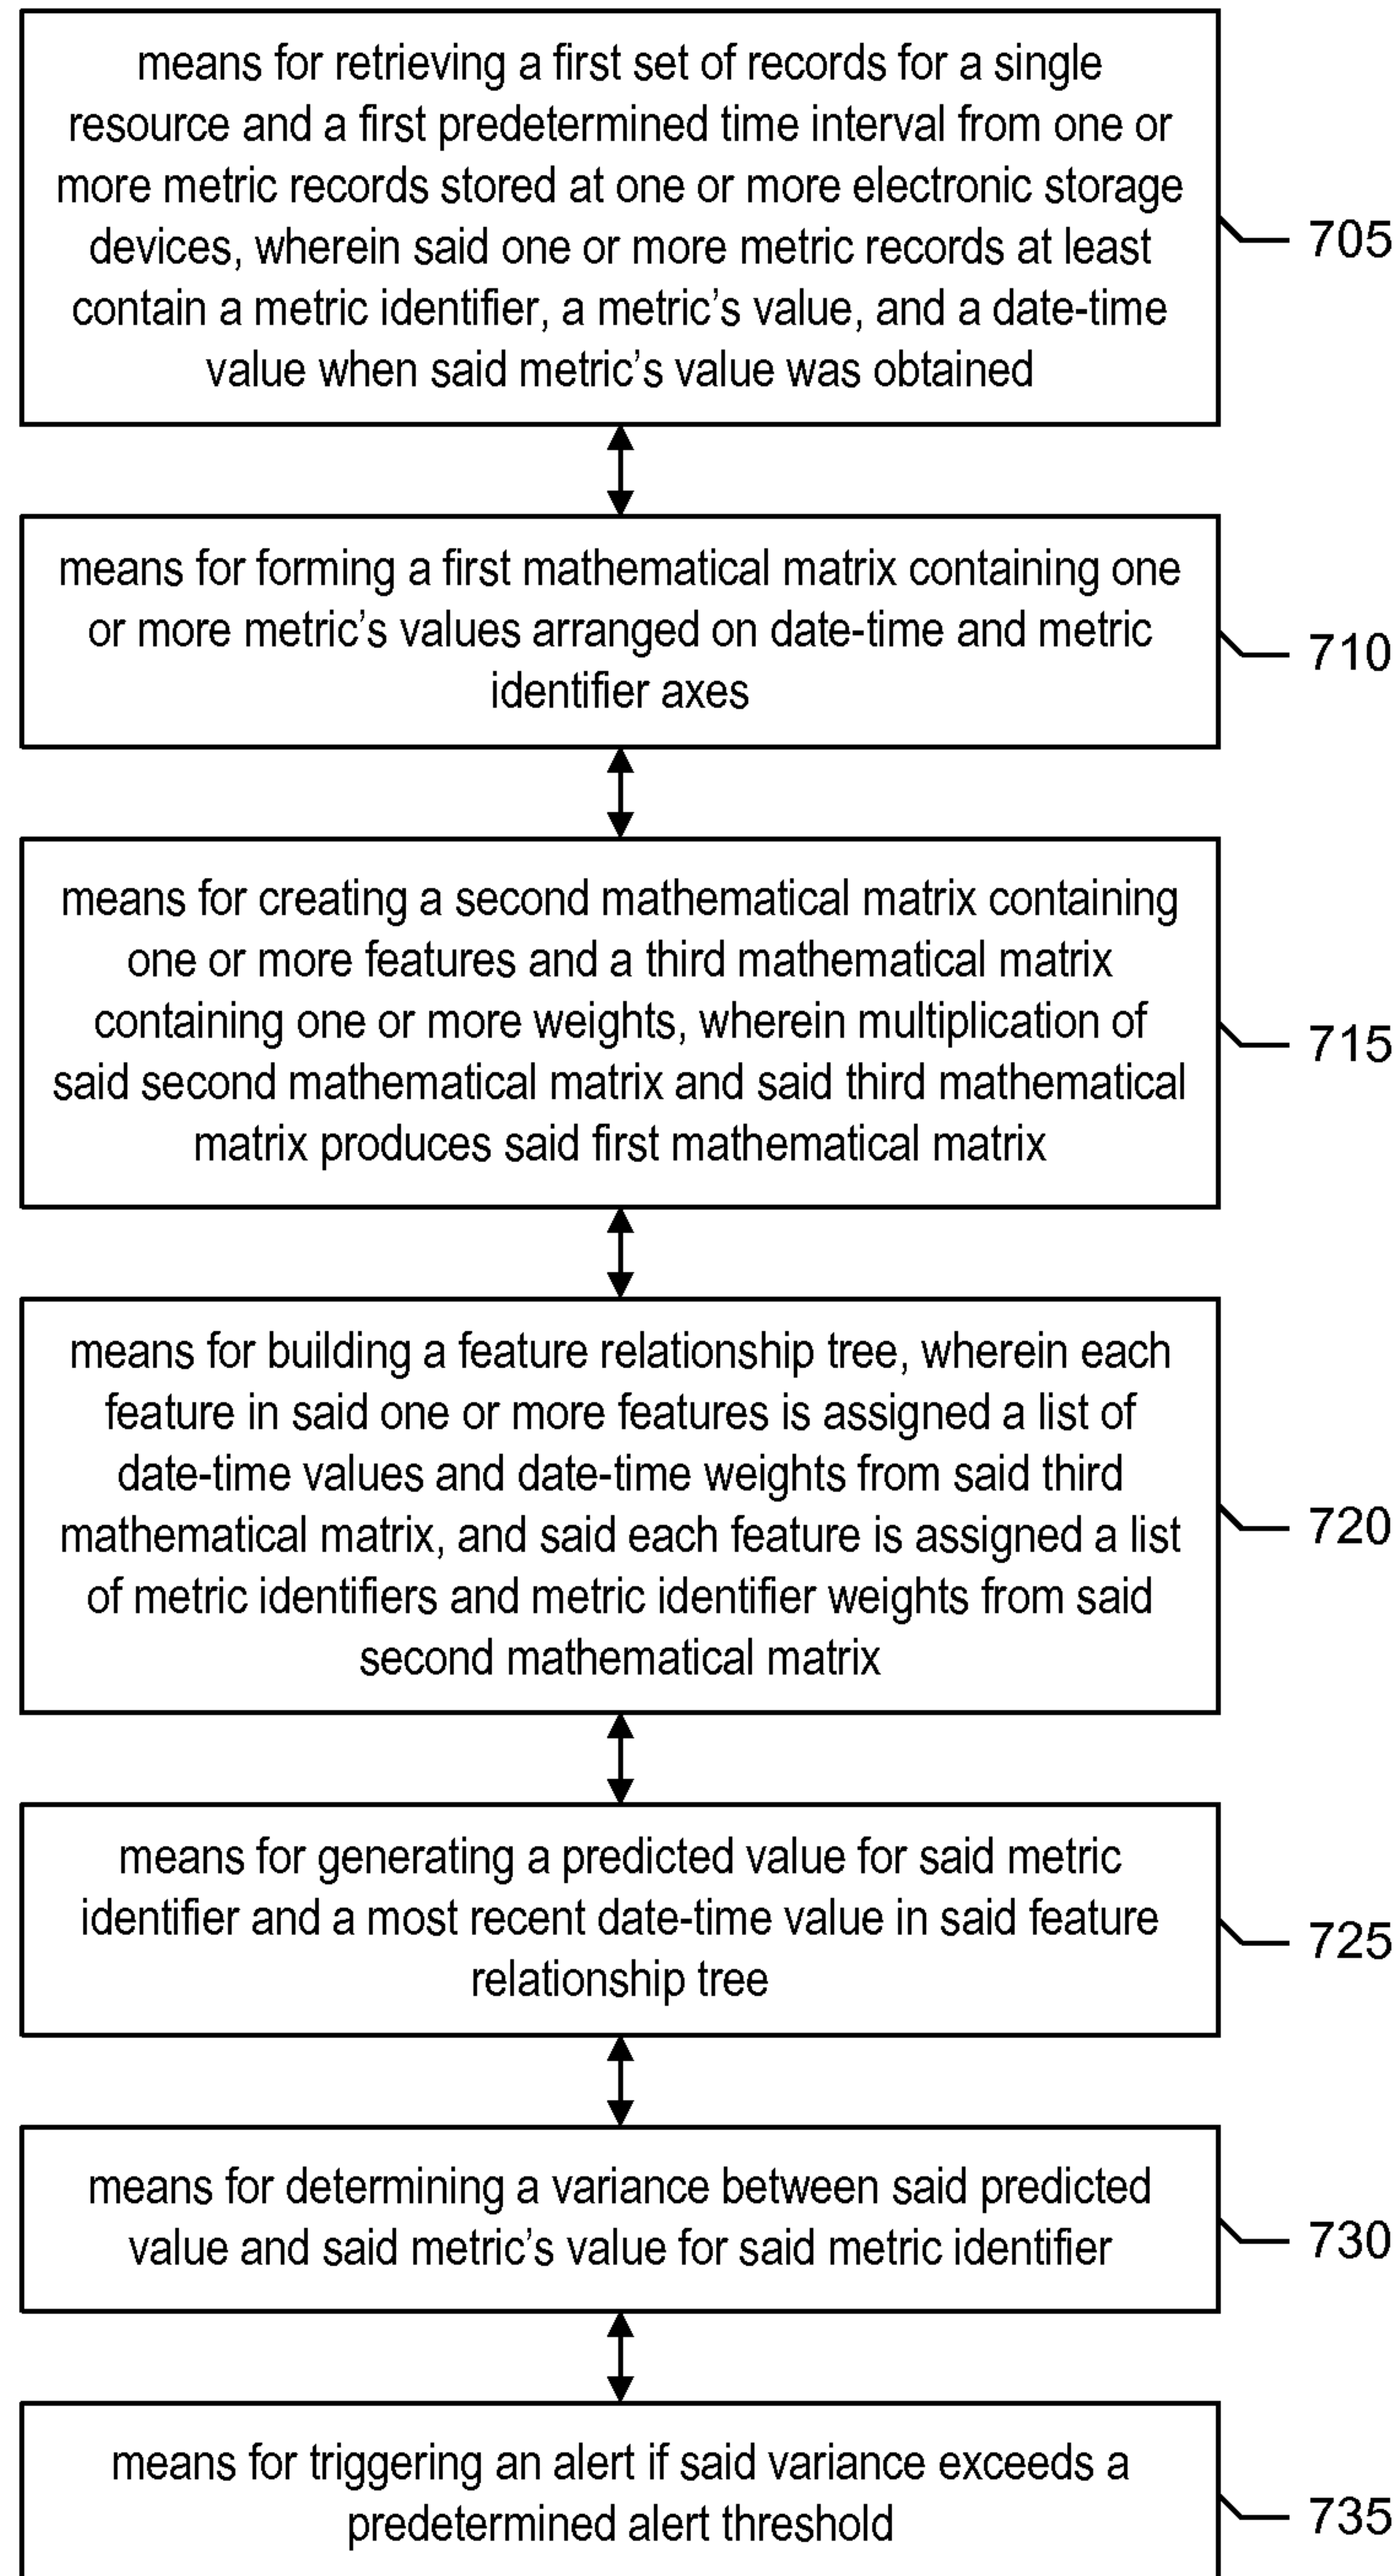 means for retrieving a first set of records for a single
resource and a first predetermined time interval from one or
more metric records stored at one or more electronic storage
devices, wherein said one or more metric records at least
contain a metric identifier, a metric’s value, and a date-time
value when said metric’s value was obtained
705
means for forming a first mathematical matrix containing one
or more metric’s values arranged on date-time and metric
identifier axes
710
means for creating a second mathematical matrix containing
one or more features and a third mathematical matrix
containing one or more weights, wherein multiplication of
said second mathematical matrix and said third mathematical
matrix produces said first mathematical matrix
715
means for building a feature relationship tree, wherein each
feature in said one or more features is assigned a list of
date-time values and date-time weights from said third
mathematical matrix, and said each feature is assigned a list
of metric identifiers and metric identifier weights from said
second mathematical matrix
720
means for generating a predicted value for said metric
identifier and a most recent date-time value in said feature
relationship tree
725
means for determining a variance between said predicted
value and said metric’s value for said metric identifier
730
means for triggering an alert if said variance exceeds a
predetermined alert threshold
735